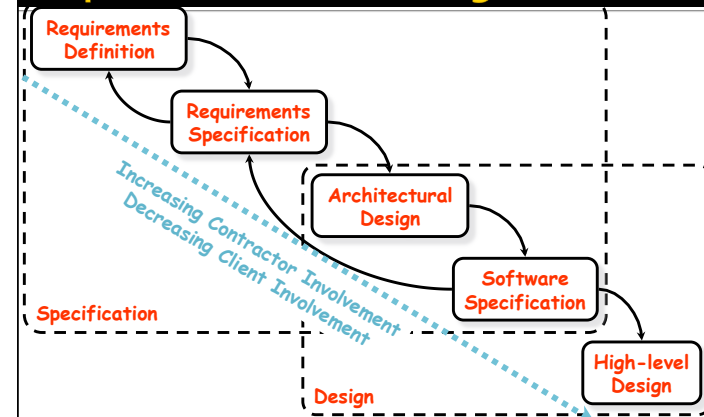 Requirements
Definition
Requirements
Specification
Architectural
Design
Increasing Contractor Involvement
Decreasing Client Involvement
Software
Specification
Specification
High-level
Design
Design